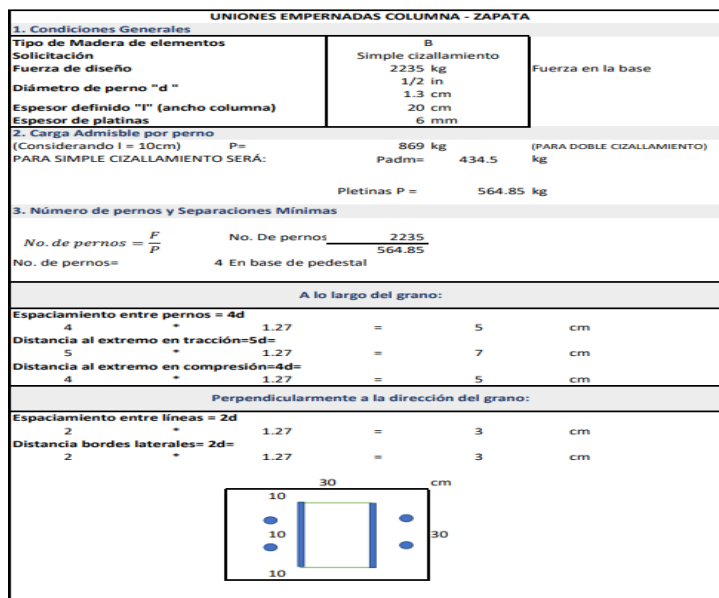 UNIONES EMPERNADAS COLUMNA - ZAPATA
1. Condiciones Generales
Tipo de Madera de elementos B
Solicitación Simple cizallamiento
Fuerza de diseño 2235 kg Fuerza en la base
Diámetro de perno "d " 1/2 in
1.3 cm
Espesor definido "l" (ancho columna) 20 cm
Espesor de platinas 6 mm
2. Carga Admisble por perno
(Considerando l = 10cm) P= 869 kg (PARA DOBLE CIZALLAMIENTO)
PARA SIMPLE CIZALLAMIENTO SERÁ: Padm= 434.5 kg
Pletinas P = 564.85 kg
3. Número de pernos y Separaciones Mínimas
No. de pernos = F/P No. De pernos 2235
564.85
No. de pernos= 4 En base de pedestal
A lo largo del grano:
Espaciamiento entre pernos = 4d
4 * 1.27 = 5 cm
Distancia al extremo en tracción=5d=
5 * 1.27 = 7 cm
Distancia al extremo en compresión=4d=
4 * 1.27 = 5 cm
Perpendicularmente a la dirección del grano:
Espaciamiento entre líneas = 2d
2 * 1.27 = 3 cm
Distancia bordes laterales= 2d=
2 * 1.27 = 3 cm
30 cm
10
10 30
10